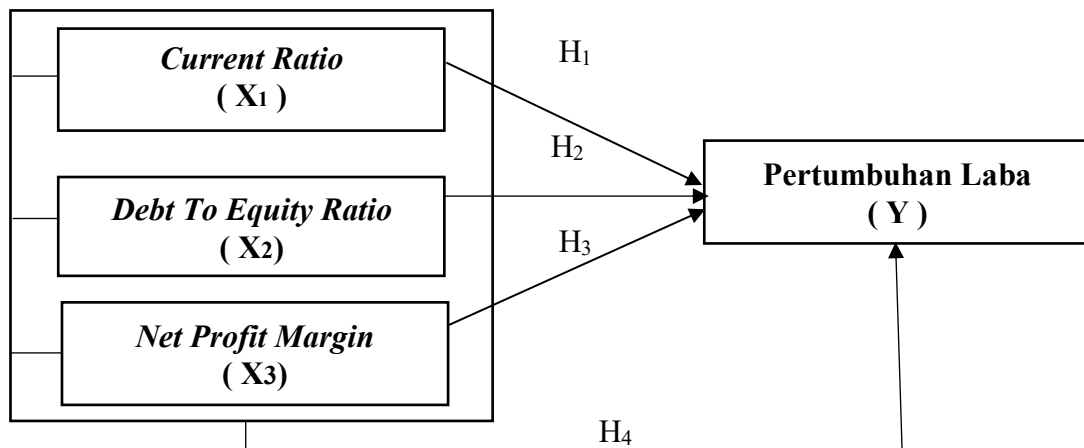 Current Ratio
( X1 )
H1
H2
Debt To Equity Ratio
( X2)
Pertumbuhan Laba
( Y )
H3
Net Profit Margin
( X3)
H4